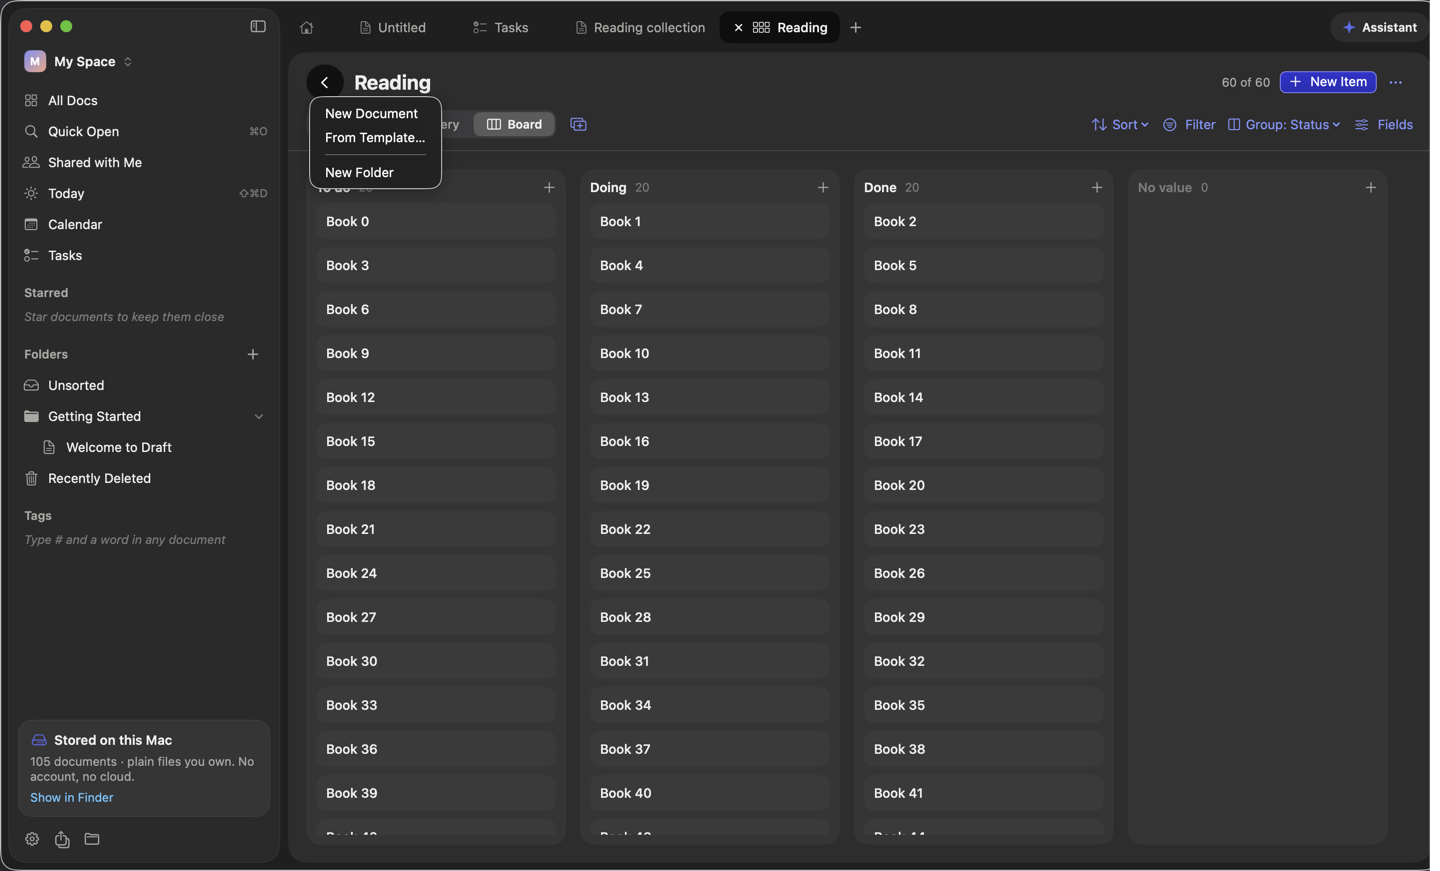 Untitled
Tasks
Reading collection
Reading
Assistant
M
My Space
All Docs
Quick Open
⌘O
Shared with Me
Today
⇧⌘D
Calendar
Tasks
Starred
Star documents to keep them close
Folders
Unsorted
Getting Started
Welcome to Draft
Recently Deleted
Tags
Type # and a word in any document
Stored on this Mac
105 documents · plain files you own. No
account, no cloud.
Show in Finder
Reading
60 of 60
New Item
New Document
From Template...
New Folder
Board
Sort
Filter
Group: Status
Fields
Book 0
Book 3
Book 6
Book 9
Book 12
Book 15
Book 18
Book 21
Book 24
Book 27
Book 30
Book 33
Book 36
Book 39
Doing 20
Book 1
Book 4
Book 7
Book 10
Book 13
Book 16
Book 19
Book 22
Book 25
Book 28
Book 31
Book 34
Book 37
Book 40
Done 20
Book 2
Book 5
Book 8
Book 11
Book 14
Book 17
Book 20
Book 23
Book 26
Book 29
Book 32
Book 35
Book 38
Book 41
No value 0